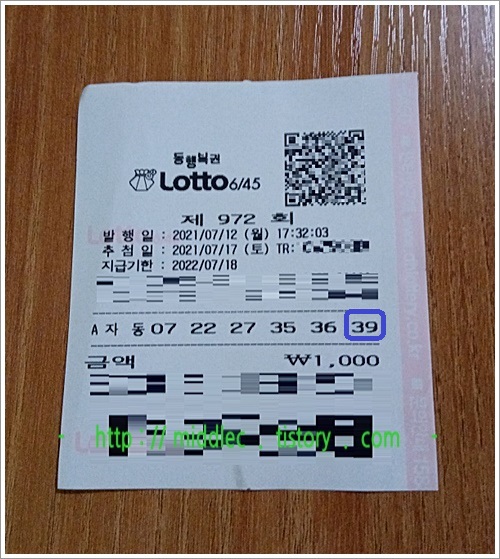 동행복권
Lotto 6/45
제 972 회
발 행 일 : 2021/07/12 (월) 17:32:03
추 첨 일 : 2021/07/17 (토) TR:
지급기한 : 2022/07/18
A 자 동 07 22 27 35 36 39
금액 ₩1,000
- http://middlec.tistory.com -